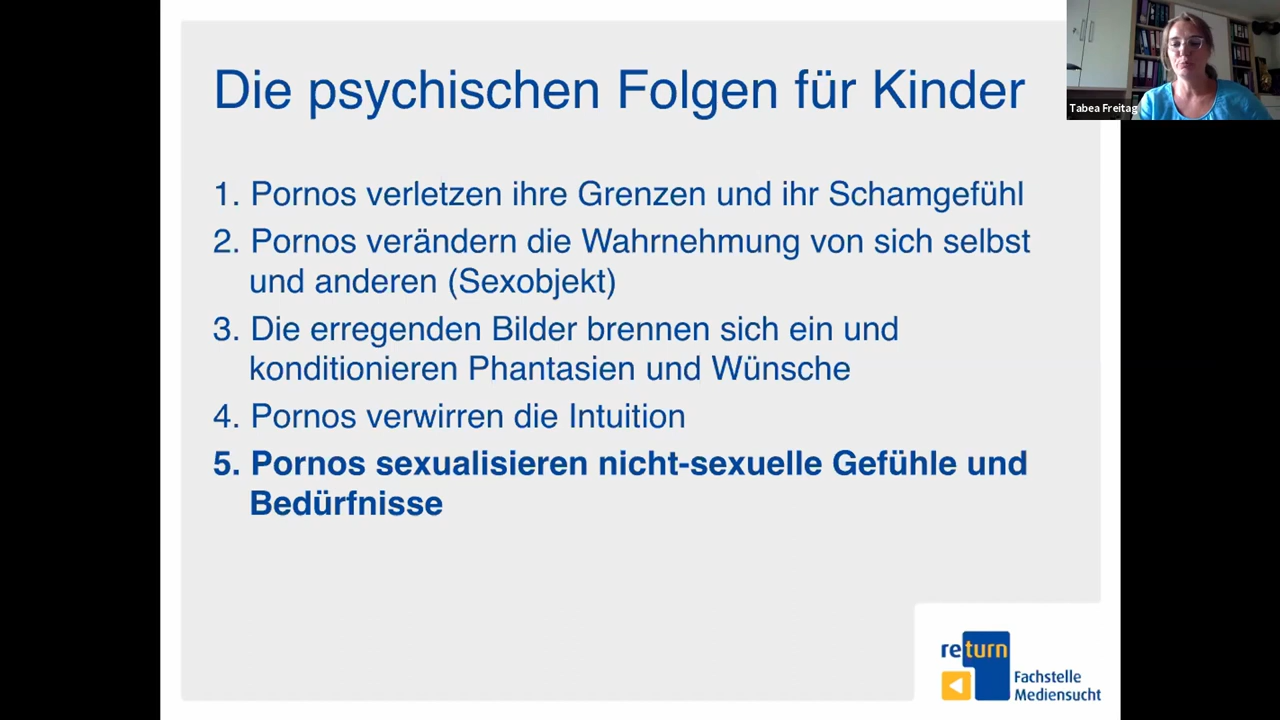 Die psychischen Folgen für Kinder
Tabea Freitag
1. Pornos verletzen ihre Grenzen und ihr Schamgefühl
2. Pornos verändern die Wahrnehmung von sich selbst
und anderen (Sexobjekt)
3. Die erregenden Bilder brennen sich ein und
konditionieren Phantasien und Wünsche
4. Pornos verwirren die Intuition
5. Pornos sexualisieren nicht-sexuelle Gefühle und
Bedürfnisse
return
Fachstelle
Mediensucht